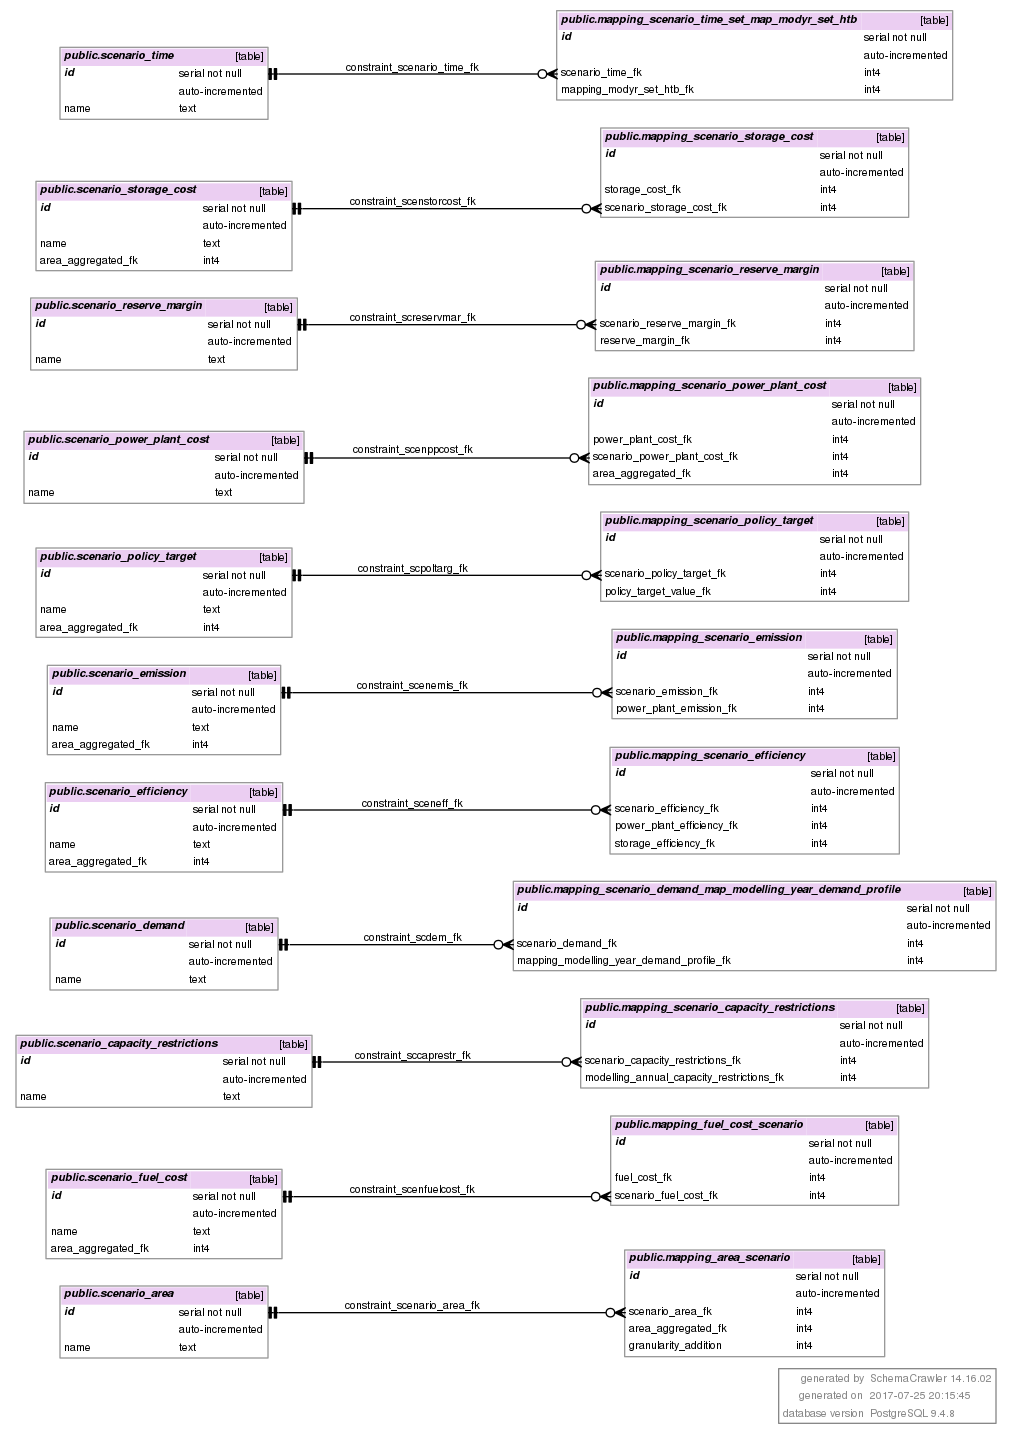 public.mapping_scenario_time_set_map_modyr_set_htb [table]
id serial not null
auto-incremented
scenario_time_fk int4
mapping_modyr_set_htb_fk int4
public.scenario_time [table]
id serial not null
auto-incremented
name text
constraint_scenario_time_fk
public.mapping_scenario_storage_cost [table]
id serial not null
auto-incremented
storage_cost_fk int4
scenario_storage_cost_fk int4
public.scenario_storage_cost [table]
id serial not null
auto-incremented
name text
area_aggregated_fk int4
constraint_scenstorcost_fk
public.mapping_scenario_reserve_margin [table]
id serial not null
auto-incremented
scenario_reserve_margin_fk int4
reserve_margin_fk int4
public.scenario_reserve_margin [table]
id serial not null
auto-incremented
name text
constraint_screservmar_fk
public.mapping_scenario_power_plant_cost [table]
id serial not null
auto-incremented
power_plant_cost_fk int4
scenario_power_plant_cost_fk int4
area_aggregated_fk int4
public.scenario_power_plant_cost [table]
id serial not null
auto-incremented
name text
constraint_scenppcost_fk
public.mapping_scenario_policy_target [table]
id serial not null
auto-incremented
scenario_policy_target_fk int4
policy_target_value_fk int4
public.scenario_policy_target [table]
id serial not null
auto-incremented
name text
area_aggregated_fk int4
constraint_scpoltarg_fk
public.mapping_scenario_emission [table]
id serial not null
auto-incremented
scenario_emission_fk int4
power_plant_emission_fk int4
public.scenario_emission [table]
id serial not null
auto-incremented
name text
area_aggregated_fk int4
constraint_scenemis_fk
public.mapping_scenario_efficiency [table]
id serial not null
auto-incremented
scenario_efficiency_fk int4
power_plant_efficiency_fk int4
storage_efficiency_fk int4
public.scenario_efficiency [table]
id serial not null
auto-incremented
name text
area_aggregated_fk int4
constraint_sceneff_fk
public.mapping_scenario_demand_map_modelling_year_demand_profile [table]
id serial not null
auto-incremented
scenario_demand_fk int4
mapping_modelling_year_demand_profile_fk int4
public.scenario_demand [table]
id serial not null
auto-incremented
name text
constraint_scdem_fk
public.mapping_scenario_capacity_restrictions [table]
id serial not null
auto-incremented
scenario_capacity_restrictions_fk int4
modelling_annual_capacity_restrictions_fk int4
public.scenario_capacity_restrictions [table]
id serial not null
auto-incremented
name text
constraint_sccaprestr_fk
public.mapping_fuel_cost_scenario [table]
id serial not null
auto-incremented
fuel_cost_fk int4
scenario_fuel_cost_fk int4
public.scenario_fuel_cost [table]
id serial not null
auto-incremented
name text
area_aggregated_fk int4
constraint_scenfuelcost_fk
public.mapping_area_scenario [table]
id serial not null
auto-incremented
scenario_area_fk int4
area_aggregated_fk int4
granularity_addition int4
public.scenario_area [table]
id serial not null
auto-incremented
name text
constraint_scenario_area_fk
generated by SchemaCrawler 14.16.02
generated on 2017-07-25 20:15:45
database version PostgreSQL 9.4.8